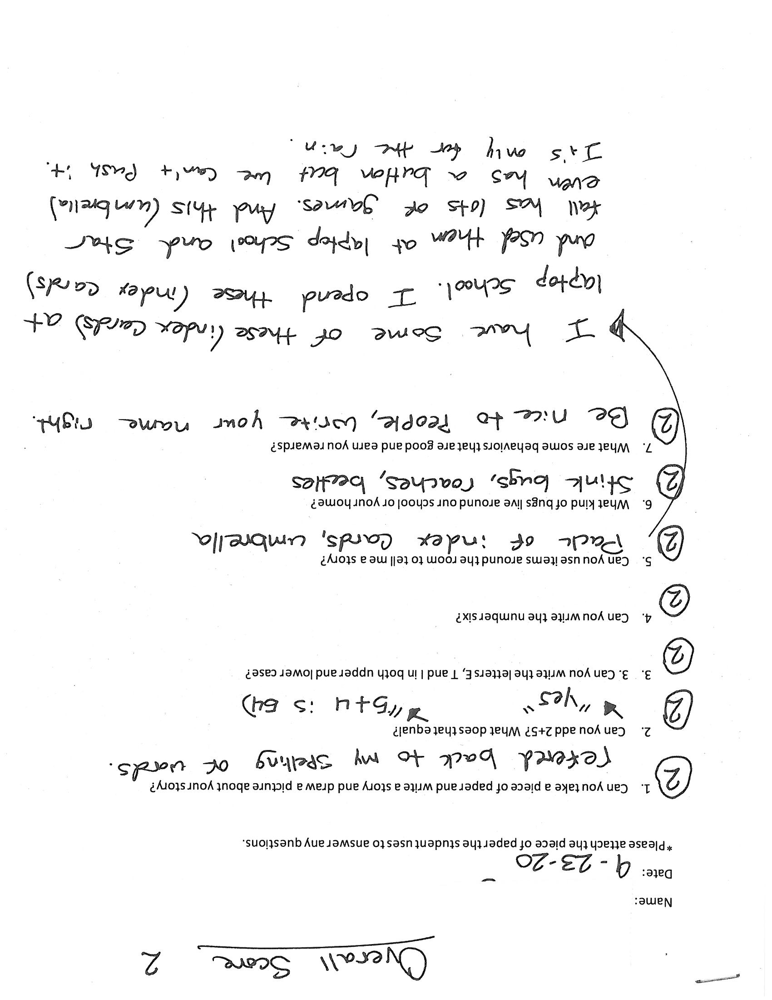 Overall Score 2
Name:
Date: 9-23-20
*Please attach the piece of paper the student uses to answer any questions.
1. Can you take a piece of paper and write a story and draw a picture about your story?
2 refered back to my spelling of words.
2. Can you add 2+5? What does that equal?
2 "yes" "5+4 is 54)
3. 3. Can you write the letters E, T and I in both upper and lower case?
2
4. Can you write the number six?
2
5. Can you use items around the room to tell me a story?
2 Pack of index cards, umbrella
6. What kind of bugs live around our school or your home?
2 Stink bugs, roaches, beetles
7. What are some behaviors that are good and earn you rewards?
2 Be nice to people, write your name right.
I have some of these (index cards) at
laptop school. I opend these (index cards)
and used them at laptop school and star
fall has lots of games. And this (umbrella)
even has a button but we can't push it.
It's only for the rain.